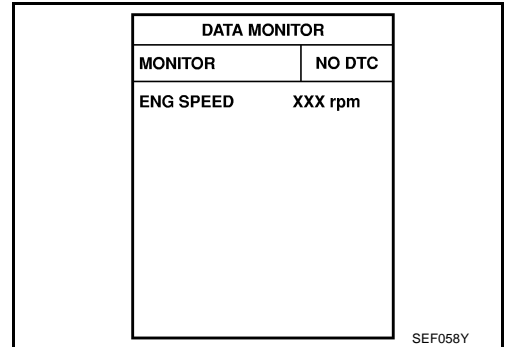 DATA MONITOR
MONITOR NO DTC
ENG SPEED XXX rpm
SEF058Y